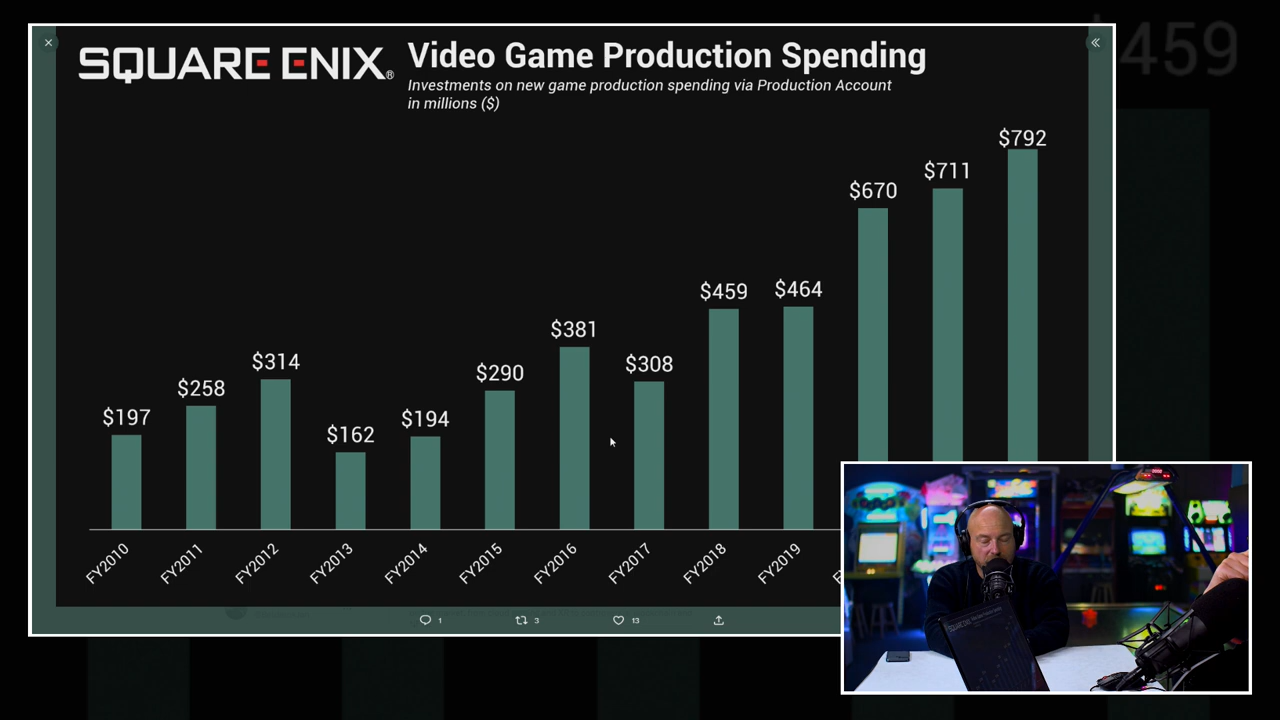 SQUARE ENIX®
Video Game Production Spending
Investments on new game production spending via Production Account
in millions ($)
459
$792
$711
$670
$459
$464
$381
$308
$314
$290
$258
$197
$162
$194
FY2010
FY2011
FY2012
FY2013
FY2014
FY2015
FY2016
FY2017
FY2018
FY2019
1
3
13